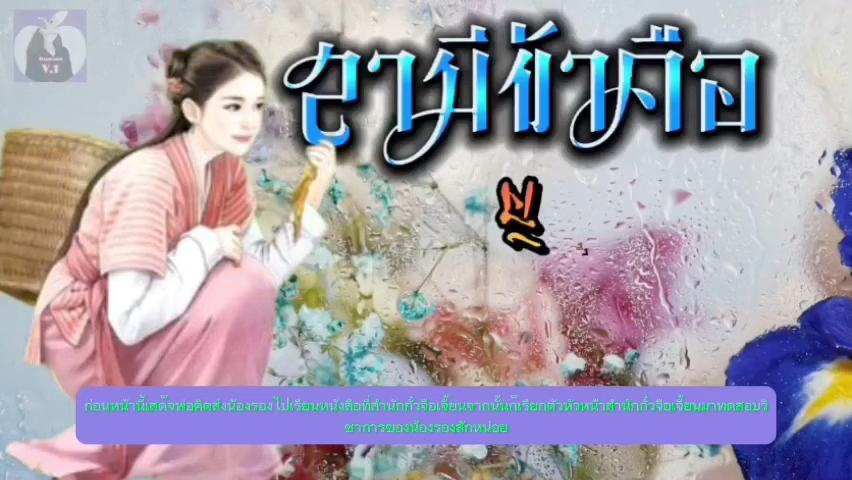 V.1
สามีข้าคือ
ก่อนหน้านี้เสด็จพ่อคิดส่งน้องรองไปเรียนหนังสือที่สำนักกั๋วจือเจี้ยนจากนั้นก็เรียกตัวหัวหน้าสำนักกั๋วจือเจี้ยนมาทดสอบวิ
ชาการของน้องรองสักหน่อย